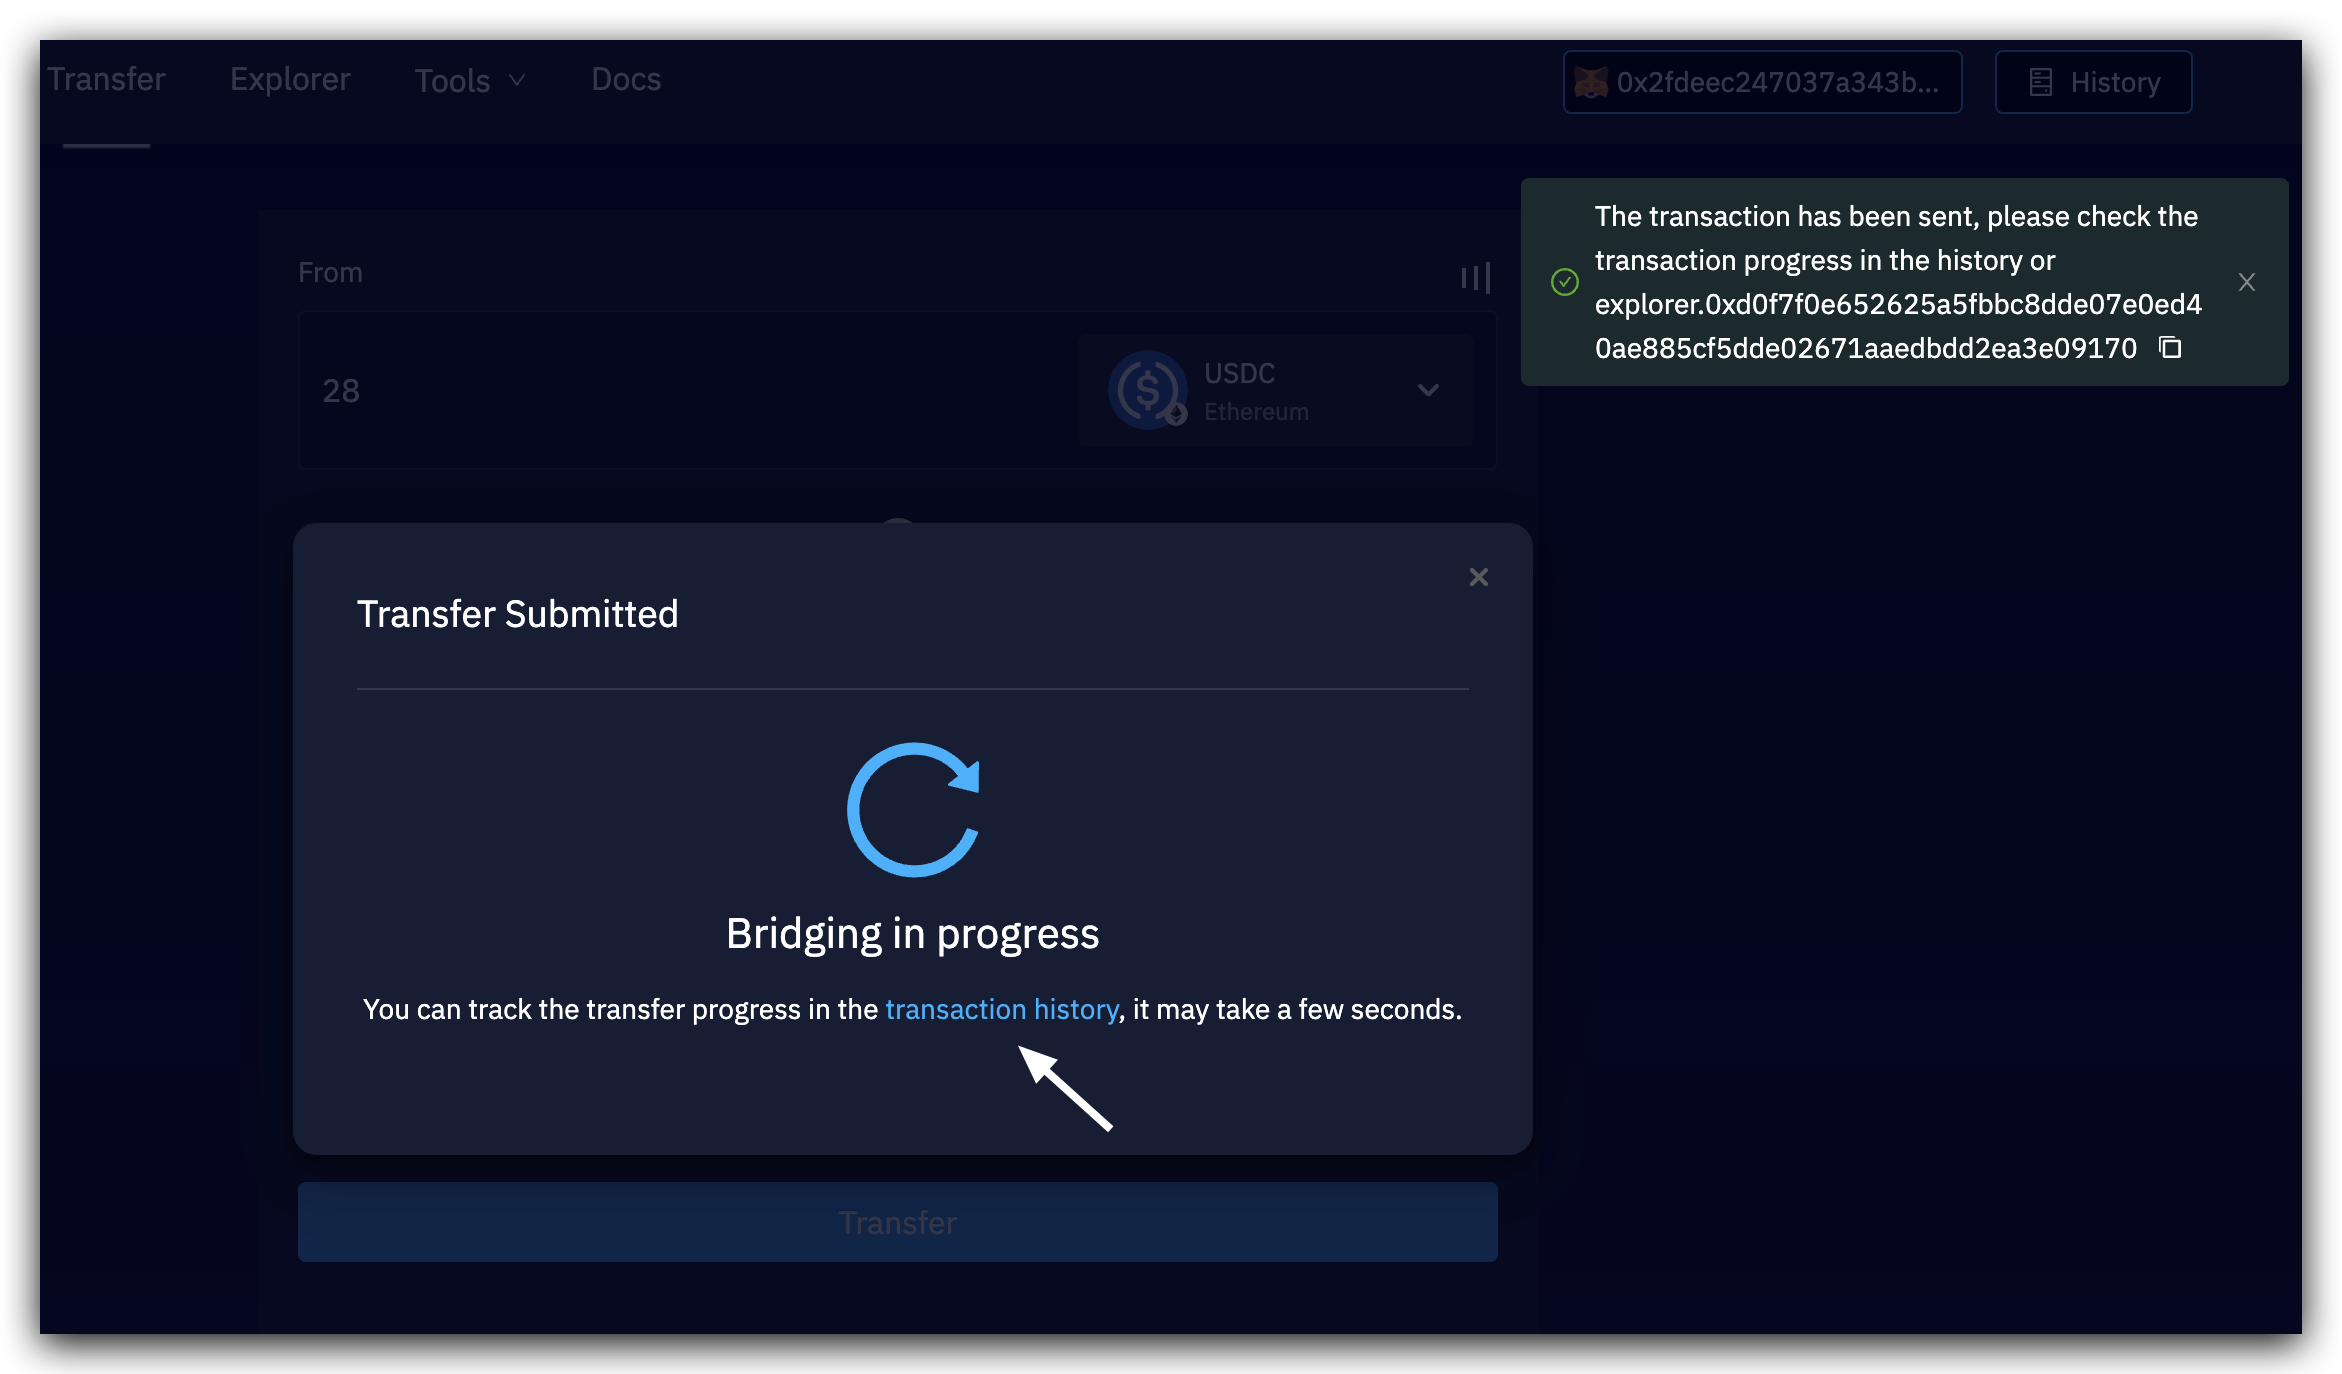 Transfer Explorer Tools Docs 0x2fdeec247037a343b... History
The transaction has been sent, please check the
transaction progress in the history or
explorer.0xd0f7f0e652625a5fbbc8dde07e0ed4
0ae885cf5dde02671aaedbdd2ea3e09170
From
28
USDC
Ethereum
Transfer Submitted
Bridging in progress
You can track the transfer progress in the transaction history, it may take a few seconds.
Transfer